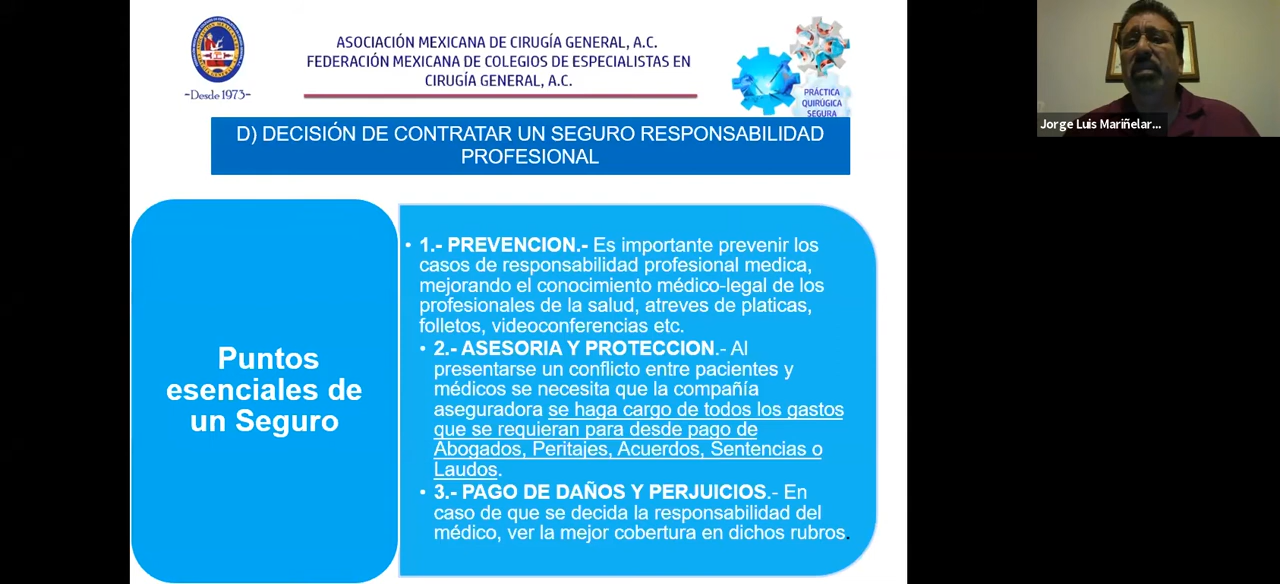 ASOCIACIÓN MEXICANA DE CIRUGÍA GENERAL, A.C.
FEDERACIÓN MEXICANA DE COLEGIOS DE ESPECIALISTAS EN
CIRUGÍA GENERAL, A.C.
~Desde 1973~
PRÁCTICA
QUIRÚGICA
SEGURA
Jorge Luis Mariñelar...
D) DECISIÓN DE CONTRATAR UN SEGURO RESPONSABILIDAD
PROFESIONAL
Puntos
esenciales de
un Seguro
• 1.- PREVENCION.- Es importante prevenir los
casos de responsabilidad profesional medica,
mejorando el conocimiento médico-legal de los
profesionales de la salud, atreves de platicas,
folletos, videoconferencias etc.
• 2.- ASESORIA Y PROTECCION.- Al
presentarse un conflicto entre pacientes y
médicos se necesita que la compañía
aseguradora se haga cargo de todos los gastos
que se requieran para desde pago de
Abogados, Peritajes, Acuerdos, Sentencias o
Laudos.
• 3.- PAGO DE DAÑOS Y PERJUICIOS.- En
caso de que se decida la responsabilidad del
médico, ver la mejor cobertura en dichos rubros.